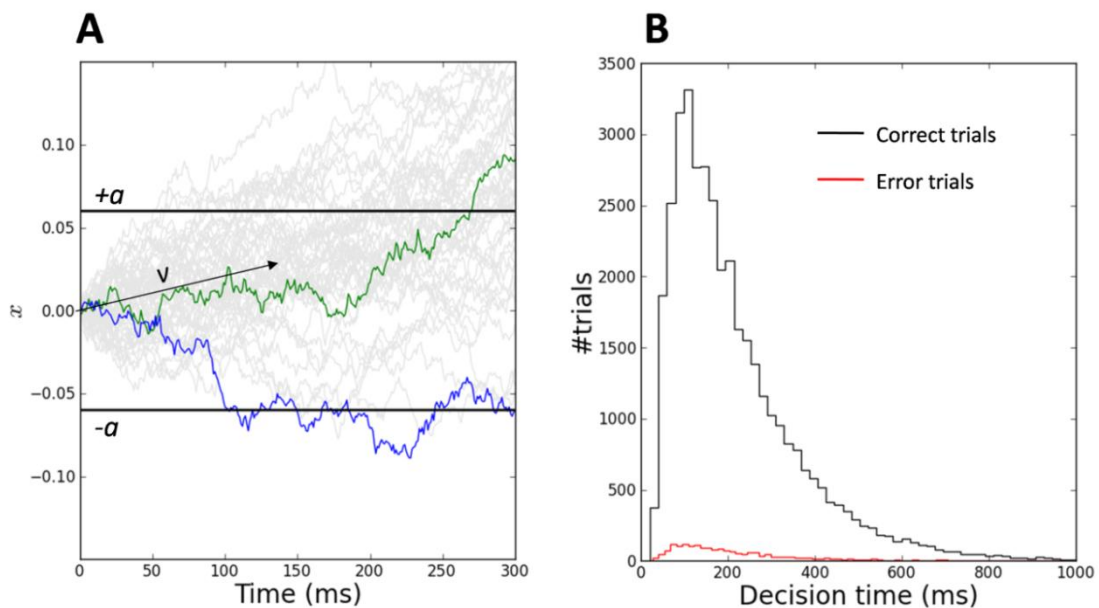 A
B
0.10
0.05
0.00
−0.05
−0.10
x
+a
ν
-a
0
50
100
150
200
250
300
Time (ms)
3500
3000
2500
2000
1500
1000
500
0
#trials
Correct trials
Error trials
0
200
400
600
800
1000
Decision time (ms)